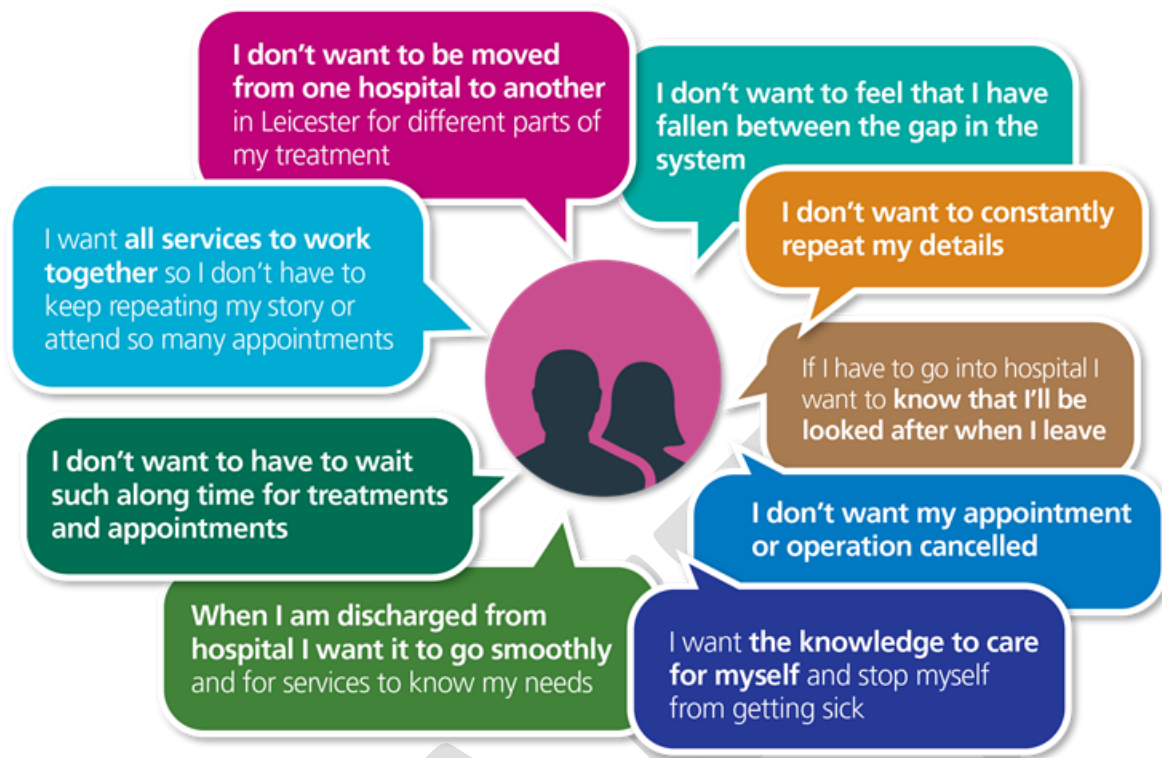 I don't want to be moved
from one hospital to another
in Leicester for different parts of
my treatment
I don't want to feel that I have
fallen between the gap in the
system
I don't want to constantly
repeat my details
I want all services to work
together so I don't have to
keep repeating my story or
attend so many appointments
If I have to go into hospital I
want to know that I'll be
looked after when I leave
I don't want to have to wait
such along time for treatments
and appointments
I don't want my appointment
or operation cancelled
When I am discharged from
hospital I want it to go smoothly
and for services to know my needs
I want the knowledge to care
for myself and stop myself
from getting sick